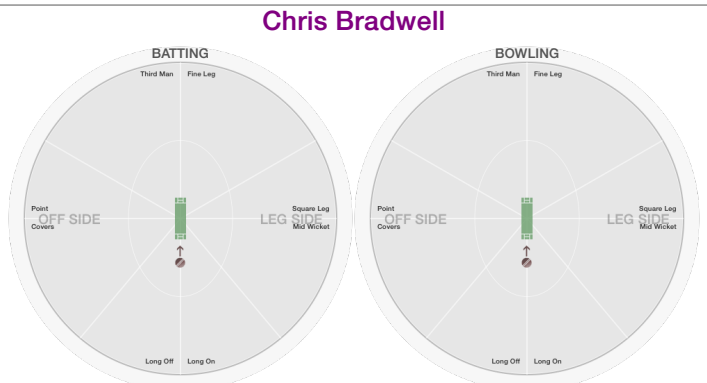 Chris Bradwell
BATTING BOWLING
Third Man Fine Leg Third Man Fine Leg
Point Square Leg Point Square Leg
OFF SIDE LEG SIDE OFF SIDE LEG SIDE
Covers Mid Wicket Covers Mid Wicket
Long Off Long On Long Off Long On